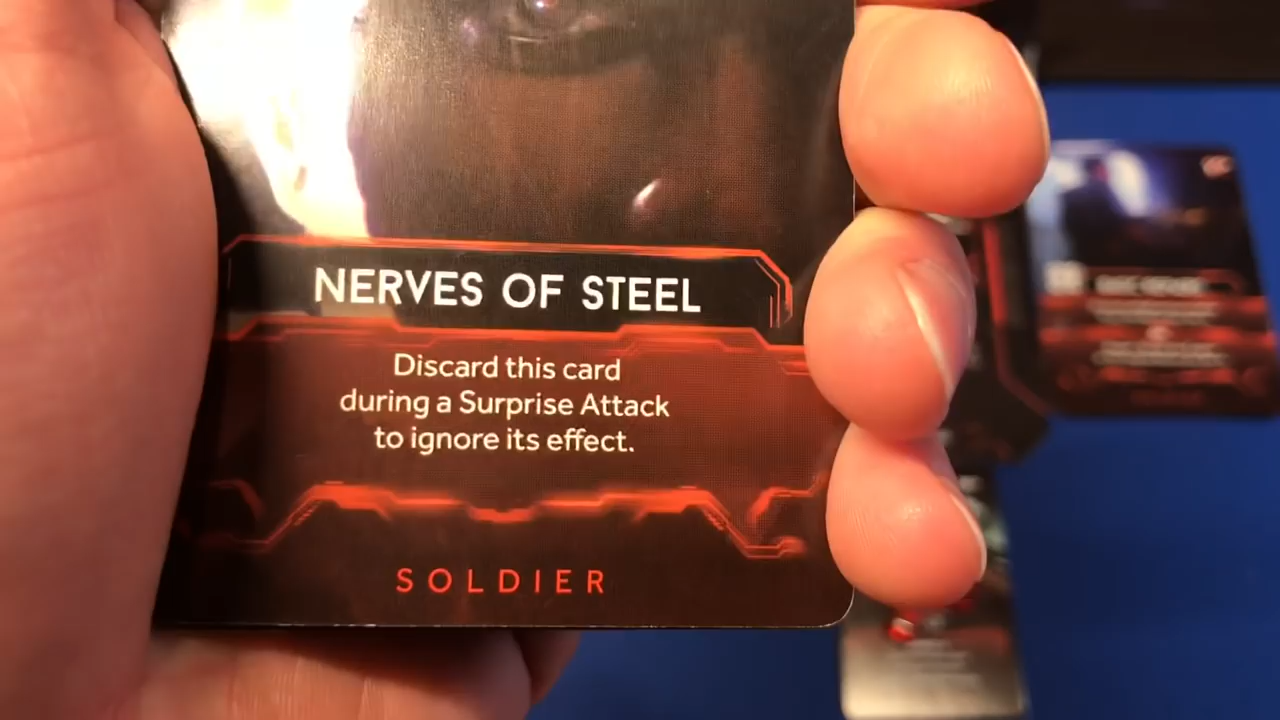 NERVES OF STEEL
Discard this card
during a Surprise Attack
to ignore its effect.
SOLDIER